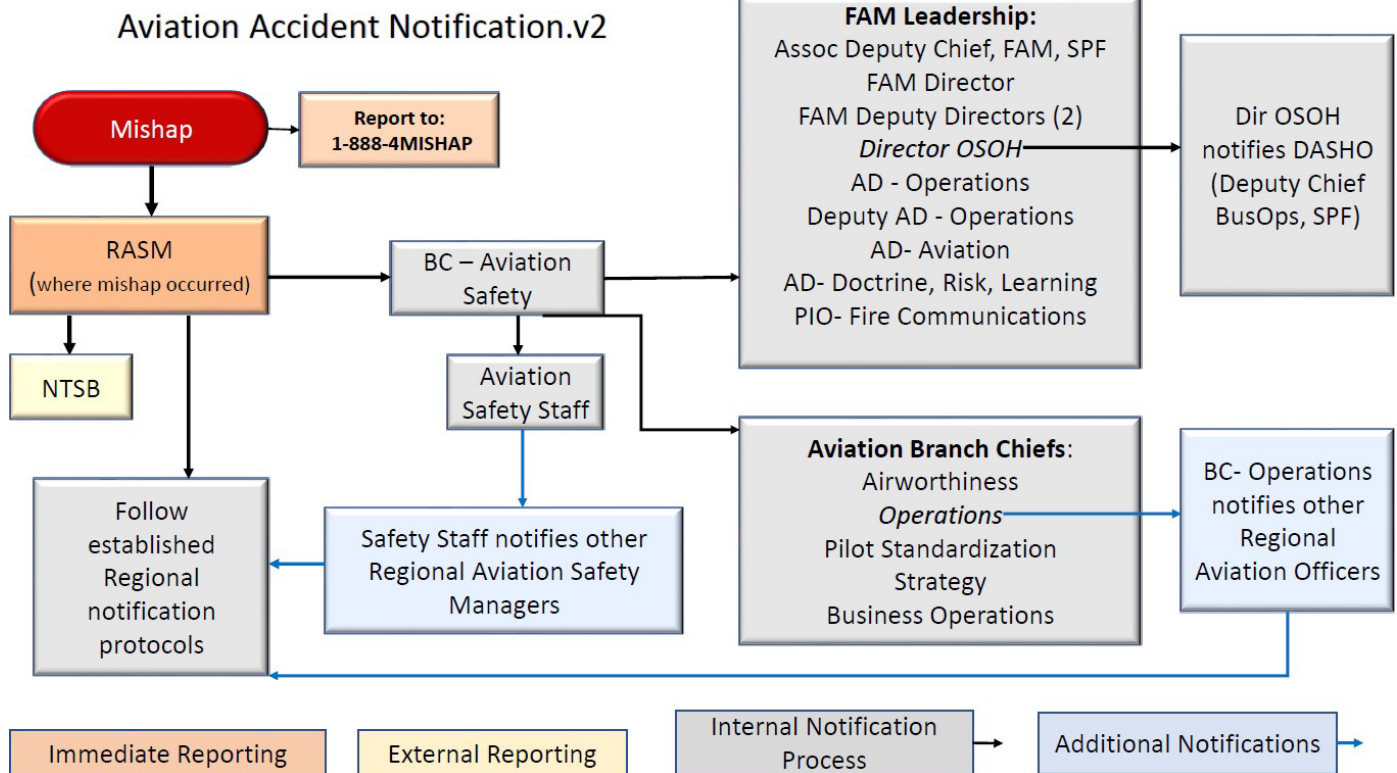 Aviation Accident Notification.v2
Mishap
Report to:
1-888-4MISHAP
RASM
(where mishap occurred)
NTSB
BC – Aviation
Safety
Aviation
Safety Staff
FAM Leadership:
Assoc Deputy Chief, FAM, SPF
FAM Director
FAM Deputy Directors (2)
Director OSOH
AD - Operations
Deputy AD - Operations
AD- Aviation
AD- Doctrine, Risk, Learning
PIO- Fire Communications
Dir OSOH
notifies DASHO
(Deputy Chief
BusOps, SPF)
Follow
established
Regional
notification
protocols
Safety Staff notifies other
Regional Aviation Safety
Managers
Aviation Branch Chiefs:
Airworthiness
Operations
Pilot Standardization
Strategy
Business Operations
BC- Operations
notifies other
Regional
Aviation Officers
Immediate Reporting
External Reporting
Internal Notification
Process
Additional Notifications